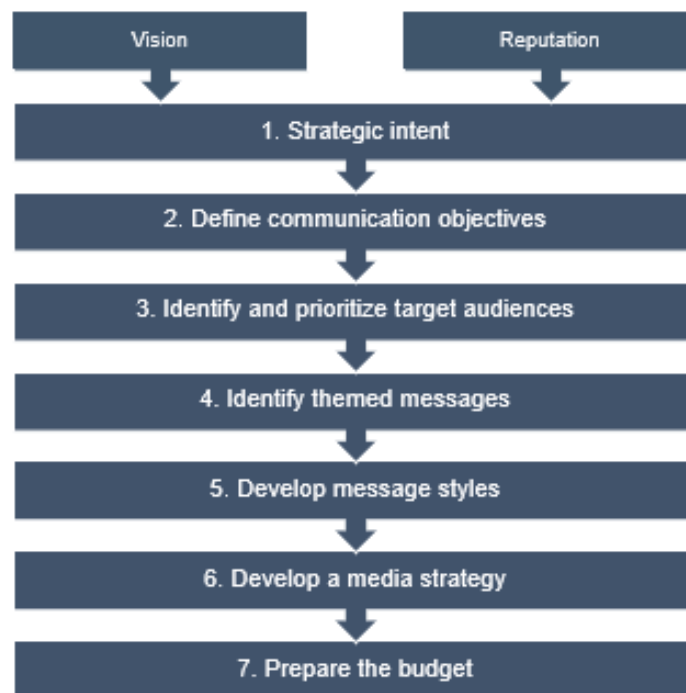 Vision
Reputation
1. Strategic intent
2. Define communication objectives
3. Identify and prioritize target audiences
4. Identify themed messages
5. Develop message styles
6. Develop a media strategy
7. Prepare the budget